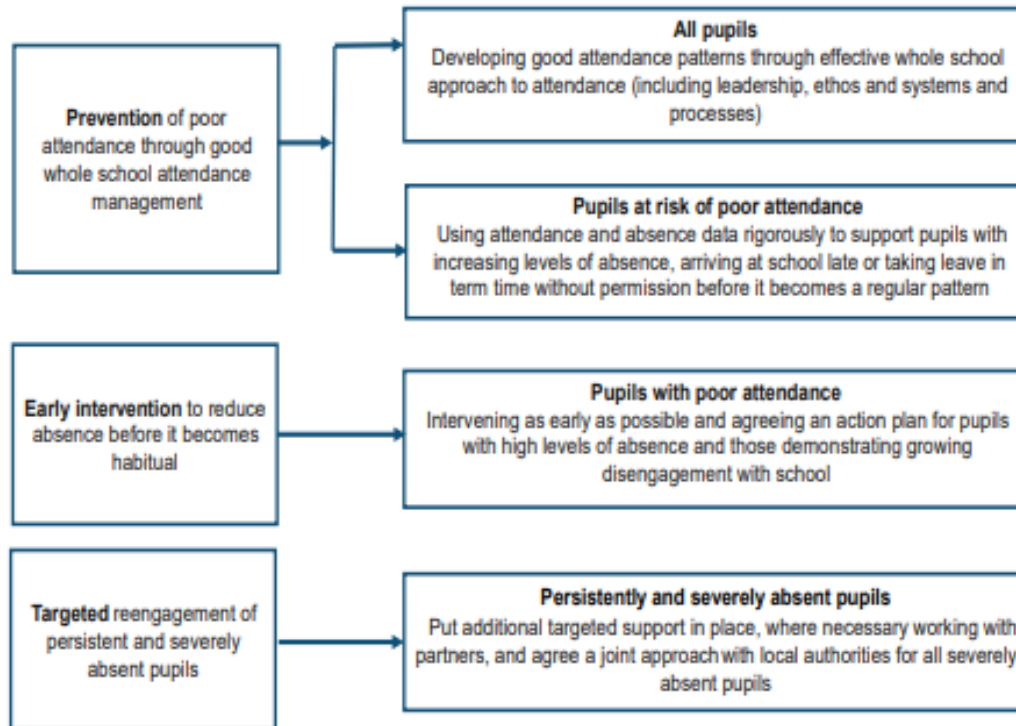 All pupils
Developing good attendance patterns through effective whole school
approach to attendance (including leadership, ethos and systems and
processes)
Prevention of poor
attendance through good
whole school attendance
management
Pupils at risk of poor attendance
Using attendance and absence data rigorously to support pupils with
increasing levels of absence, arriving at school late or taking leave in
term time without permission before it becomes a regular pattern
Early intervention to reduce
absence before it becomes
habitual
Pupils with poor attendance
Intervening as early as possible and agreeing an action plan for pupils
with high levels of absence and those demonstrating growing
disengagement with school
Targeted reengagement of
persistent and severely
absent pupils
Persistently and severely absent pupils
Put additional targeted support in place, where necessary working with
partners, and agree a joint approach with local authorities for all severely
absent pupils